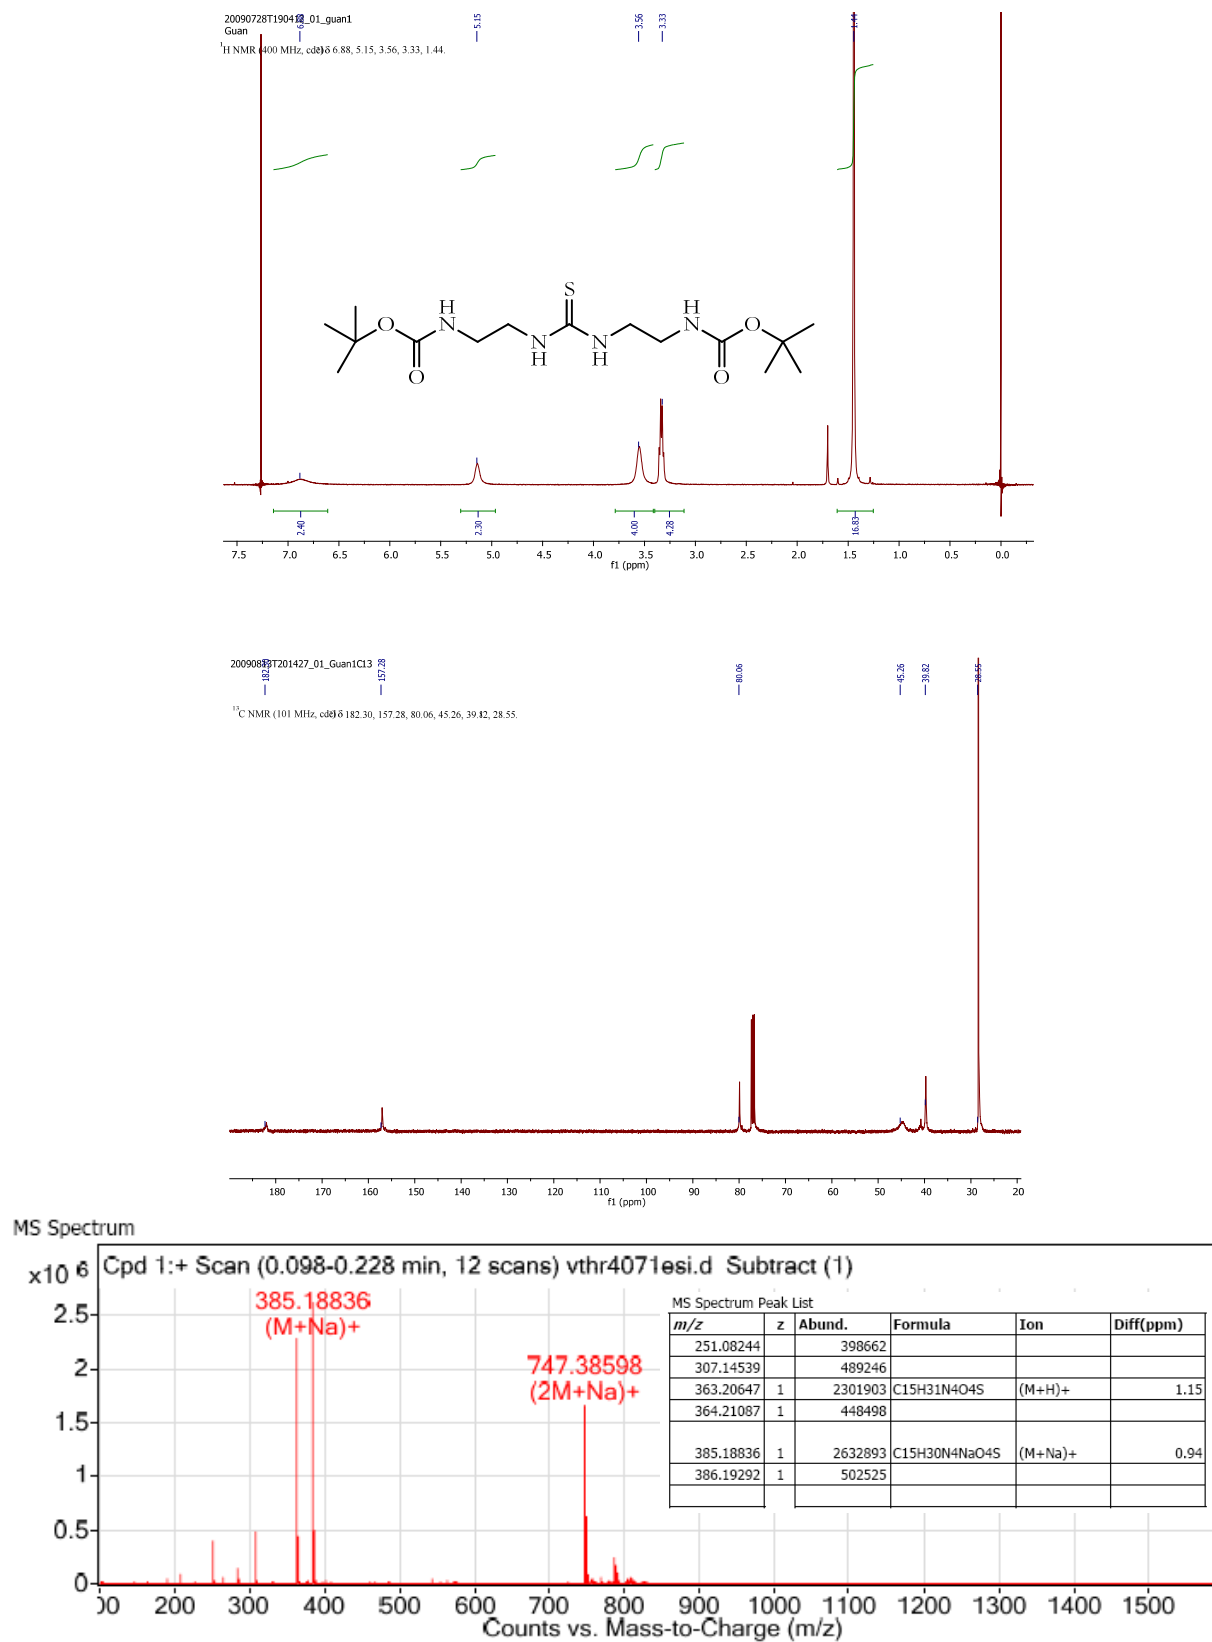 20090728T190418_01_guan1
Guan
6.88 5.15 3.56 3.33 1.44
1H NMR (400 MHz, cdcl3) δ 6.88, 5.15, 3.56, 3.33, 1.44.
S
H H
O N N O
N N
O H H O
2.40 2.30 4.00 4.28 16.83
7.5 7.0 6.5 6.0 5.5 5.0 4.5 4.0 3.5 3.0 2.5 2.0 1.5 1.0 0.5 0.0
f1 (ppm)
20090813T201427_01_Guan1C13
182.30 157.28 80.06 45.26 39.82 28.55
13C NMR (101 MHz, cdcl3) δ 182.30, 157.28, 80.06, 45.26, 39.82, 28.55.
180 170 160 150 140 130 120 110 100 90 80 70 60 50 40 30 20
f1 (ppm)
MS Spectrum
x10 6 Cpd 1:+ Scan (0.098-0.228 min, 12 scans) vthr4071esi.d Subtract (1)
385.18836
(M+Na)+
747.38598
(2M+Na)+
2.5
2
1.5
1
0.5
0
MS Spectrum Peak List
m/z z Abund. Formula Ion Diff(ppm)
251.08244 398662
307.14539 489246
363.20647 1 2301903 C15H31N4O4S (M+H)+ 1.15
364.21087 1 448498
385.18836 1 2632893 C15H30N4NaO4S (M+Na)+ 0.94
386.19292 1 502525
00 200 300 400 500 600 700 800 900 1000 1100 1200 1300 1400 1500
Counts vs. Mass-to-Charge (m/z)